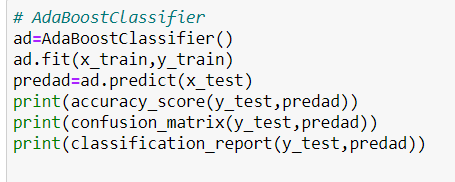 # AdaBoostClassifier
ad=AdaBoostClassifier()
ad.fit(x_train,y_train)
predad=ad.predict(x_test)
print(accuracy_score(y_test,predad))
print(confusion_matrix(y_test,predad))
print(classification_report(y_test,predad))